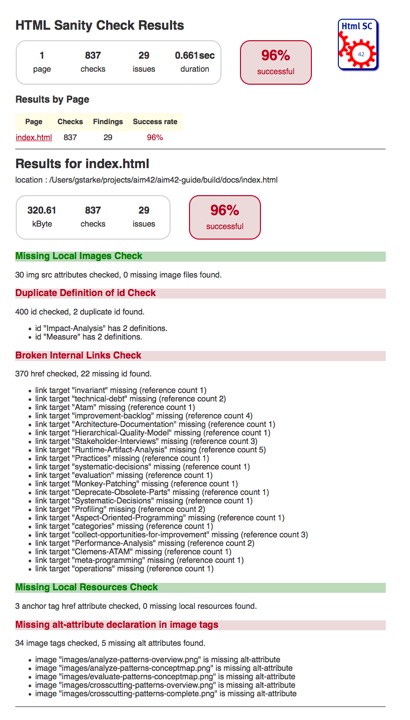 HTML Sanity Check Results
Html SC
42
1 837 29 0.661sec
page checks issues duration
96%
successful
Results by Page
Page Checks Findings Success rate
index.html 837 29 96%
Results for index.html
location : /Users/gstarke/projects/aim42/aim42-guide/build/docs/index.html
320.61 837 29
kByte checks issues
96%
successful
Missing Local Images Check
30 img src attributes checked, 0 missing image files found.
Duplicate Definition of id Check
400 id checked, 2 duplicate id found.
• id "Impact-Analysis" has 2 definitions.
• id "Measure" has 2 definitions.
Broken Internal Links Check
370 href checked, 22 missing id found.
• link target "invariant" missing (reference count 1)
• link target "technical-debt" missing (reference count 2)
• link target "Atam" missing (reference count 1)
• link target "improvement-backlog" missing (reference count 4)
• link target "Architecture-Documentation" missing (reference count 1)
• link target "Hierarchical-Quality-Model" missing (reference count 1)
• link target "Stakeholder-Interviews" missing (reference count 3)
• link target "Runtime-Artifact-Analysis" missing (reference count 5)
• link target "Practices" missing (reference count 1)
• link target "systematic-decisions" missing (reference count 1)
• link target "evaluation" missing (reference count 1)
• link target "Monkey-Patching" missing (reference count 1)
• link target "Deprecate-Obsolete-Parts" missing (reference count 1)
• link target "Systematic-Decisions" missing (reference count 1)
• link target "Profiling" missing (reference count 2)
• link target "Aspect-Oriented-Programming" missing (reference count 1)
• link target "categories" missing (reference count 1)
• link target "collect-opportunities-for-improvement" missing (reference count 3)
• link target "Performance-Analysis" missing (reference count 2)
• link target "Clemens-ATAM" missing (reference count 1)
• link target "meta-programming" missing (reference count 1)
• link target "operations" missing (reference count 1)
Missing Local Resources Check
3 anchor tag href attribute checked, 0 missing local resources found.
Missing alt-attribute declaration in image tags
34 image tags checked, 5 missing alt attributes found.
• image "images/analyze-patterns-overview.png" is missing alt-attribute
• image "images/analyze-patterns-conceptmap.png" is missing alt-attribute
• image "images/evaluate-patterns-conceptmap.png" is missing alt-attribute
• image "images/crosscutting-patterns-overview.png" is missing alt-attribute
• image "images/crosscutting-patterns-complete.png" is missing alt-attribute